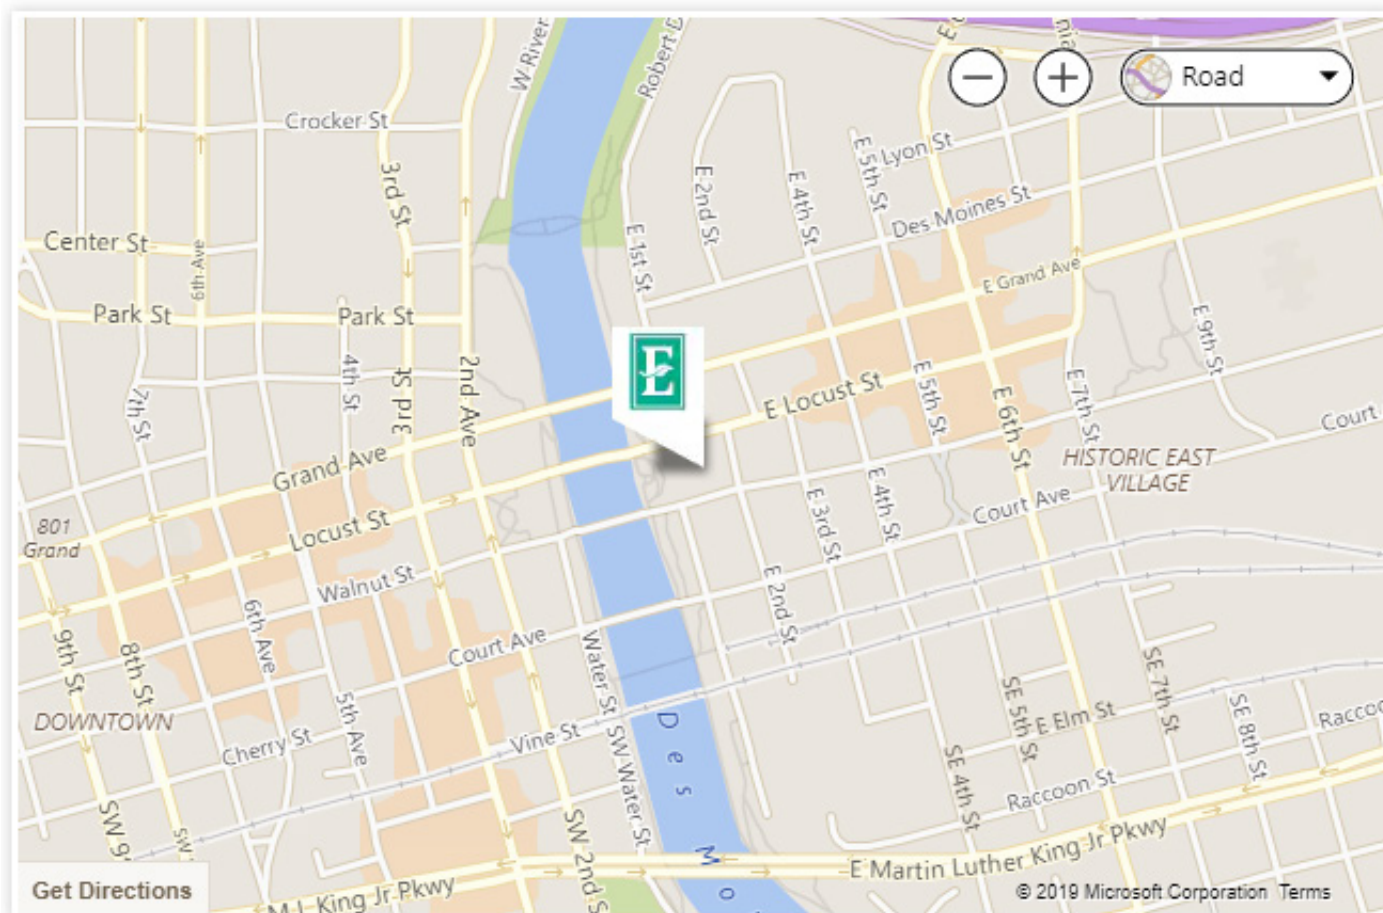 W River
Robert D
Road
Crocker St
Lyon St
E 5th St
3rd St
E 2nd St
E 4th St
Des Moines St
Center St
6th Ave
E 1st St
E Grand Ave
Park St
Park St
E 9th St
4th St
2nd Ave
E
E Locust St
E 5th St
E 7th St
7th St
3rd St
E 6th St
Court
Grand Ave
HISTORIC EAST
VILLAGE
801
Grand
Locust St
E 4th St
E 3rd St
Court Ave
Walnut St
6th Ave
E 2nd St
9th St
8th St
Court Ave
Water St
DOWNTOWN
5th Ave
Cherry St
Vine St
Des Mo
SE 7th St
SE 5th St
E Elm St
SE 8th St
Raccoo
SW Water St
SE 4th St
Raccoon St
SW 9
SW
SW 2nd S
E Martin Luther King Jr Pkwy
M L King Jr Pkwy
Get Directions
© 2019 Microsoft Corporation Terms